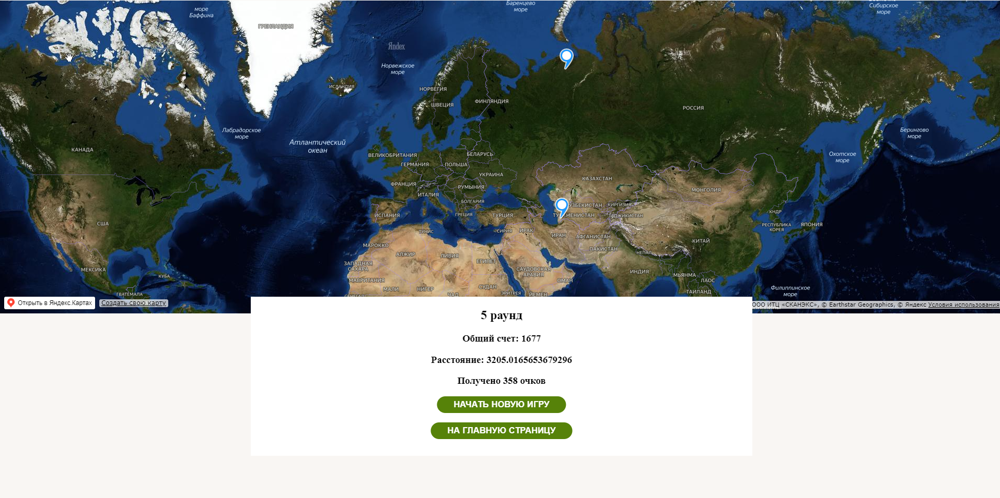 море
Баффина
ГРЕНЛАНДИЯ
Баренцево
море
Сибирское
море
Яndex
Яndex
Норвежское
море
ИСЛАНДИЯ
НОРВЕГИЯ
ШВЕЦИЯ
ФИНЛЯНДИЯ
РОССИЯ
Лабрадорское
море
Атлантический
океан
Берингово
море
Охотское
море
КАНАДА
ВЕЛИКОБРИТАНИЯ
БЕЛАРУСЬ
ГЕРМАНИЯ
ПОЛЬША
УКРАИНА
ФРАНЦИЯ
РУМЫНИЯ
ИТАЛИЯ
БОЛГАРИЯ
КАЗАХСТАН
МОНГОЛИЯ
УЗБЕКИСТАН
КИРГИЗИЯ
ИСПАНИЯ
ГРЕЦИЯ
ТУРЦИЯ
ТАДЖИКИСТАН
КНДР
США
ТУНИС
СИРИЯ
ИРАК
ИРАН
АФГАНИСТАН
РЕСПУБЛИКА
КОРЕЯ
ЯПОНИЯ
МАРОККО
АЛЖИР
ЛИВИЯ
ЕГИПЕТ
ПАКИСТАН
НЕПАЛ
КИТАЙ
ЗАПАДНАЯ
САХАРА
САУДОВСКАЯ
АРАВИЯ
МЕКСИКА
КУБА
ИНДИЯ
МЬЯНМА
ЛАОС
МАВРИТАНИЯ
ОМАН
МАЛИ
НИГЕР
СУДАН
Филиппинское
море
ГВАТЕМАЛА
СЕНЕГАЛ
ЧАД
ЭРИТРЕЯ
ЙЕМЕН
ТАИЛАНД
Открыть в Яндекс.Картах
Создать свою карту
ООО ИТЦ «СКАНЭКС», © Earthstar Geographics, © Яндекс Условия использования
5 раунд
Общий счет: 1677
Расстояние: 3205.0165653679296
Получено 358 очков
НАЧАТЬ НОВУЮ ИГРУ
НА ГЛАВНУЮ СТРАНИЦУ